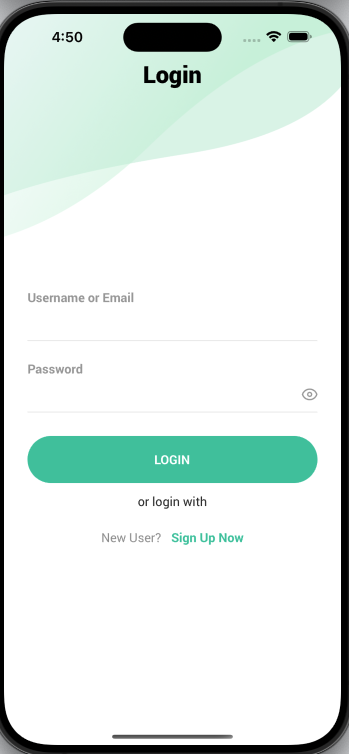 4:50
Login
Username or Email
Password
LOGIN
or login with
New User? Sign Up Now